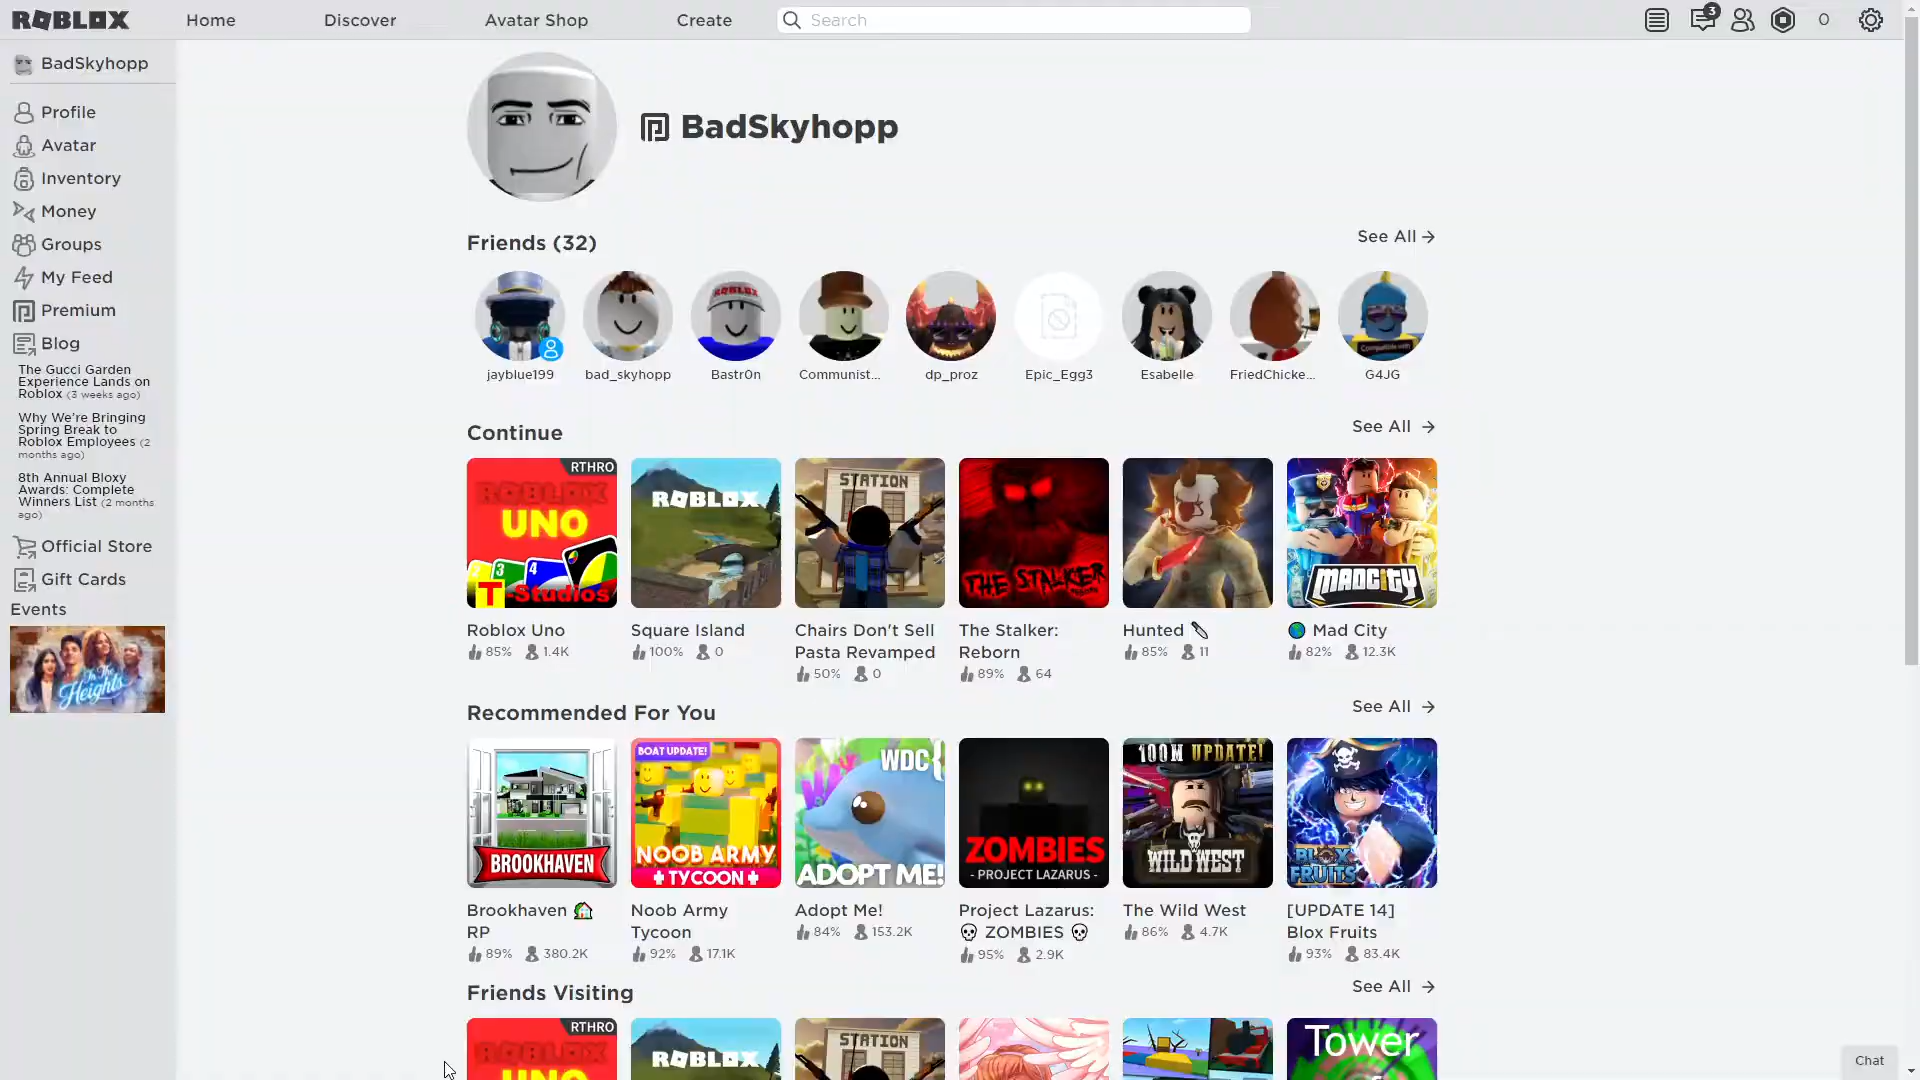 ROBLOX
Home
Discover
Avatar Shop
Create
Search
3
0
BadSkyhopp
Profile
Avatar
Inventory
Money
Groups
My Feed
Premium
Blog
The Gucci Garden
Experience Lands on
Roblox (3 weeks ago)
Why We're Bringing
Spring Break to
Roblox Employees (2
months ago)
8th Annual Bloxy
Awards: Complete
Winners List (2 months
ago)
Official Store
Gift Cards
Events
In The
Heights
BadSkyhopp
Friends (32)
See All
ROBLOX
Compatible with
jayblue199
bad_skyhopp
Bastr0n
Communist...
dp_proz
Epic_Egg3
Esabelle
FriedChicke...
G4JG
Continue
See All
RTHRO
ROBLOX
UNO
2 3 4
T-Studios
ROBLOX
STATION
THE STALKER
REBORN
MADCITY
Roblox Uno
85% 1.4K
Square Island
100% 0
Chairs Don't Sell
Pasta Revamped
50% 0
The Stalker:
Reborn
89% 64
Hunted 🔪
85% 11
🌎 Mad City
82% 12.3K
Recommended For You
See All
BROOKHAVEN
BOAT UPDATE!
NOOB ARMY
TYCOON
WDC{
ADOPT ME!
ZOMBIES
- PROJECT LAZARUS -
100M UPDATE!
WILD WEST
BLOX
FRUITS
Brookhaven 🏡
RP
89% 380.2K
Noob Army
Tycoon
92% 17.1K
Adopt Me!
84% 153.2K
Project Lazarus:
💀 ZOMBIES 💀
95% 2.9K
The Wild West
86% 4.7K
[UPDATE 14]
Blox Fruits
93% 83.4K
Friends Visiting
See All
RTHRO
ROBLOX
UNO
ROBLOX
STATION
Tower
Chat